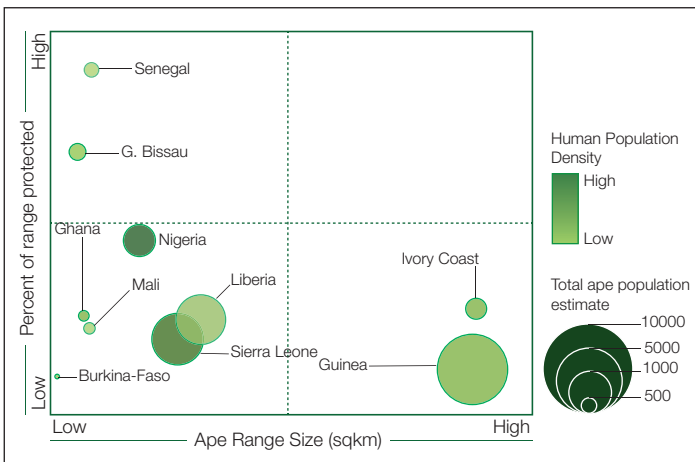 High
Percent of range protected
Low
Senegal
G. Bissau
Ghana
Nigeria
Mali
Liberia
Sierra Leone
Burkina-Faso
Ivory Coast
Guinea
Low
High
Ape Range Size (sqkm)
Human Population
Density
High
Low
Total ape population
estimate
10000
5000
1000
500